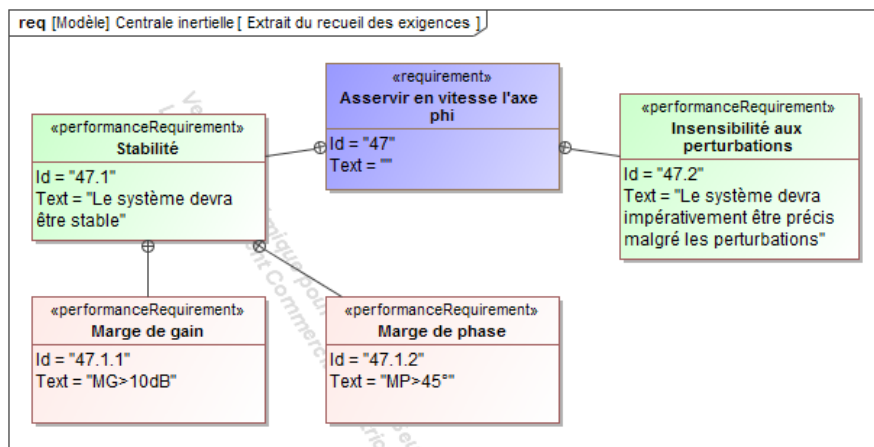 req [Modèle] Centrale inertielle [ Extrait du recueil des exigences ]
«requirement»
Asservir en vitesse l'axe
phi
Id = "47"
Text = ""
«performanceRequirement»
Stabilité
Id = "47.1"
Text = "Le système devra
être stable"
«performanceRequirement»
Insensibilité aux
perturbations
Id = "47.2"
Text = "Le système devra
impérativement être précis
malgré les perturbations"
«performanceRequirement»
Marge de gain
Id = "47.1.1"
Text = "MG>10dB"
«performanceRequirement»
Marge de phase
Id = "47.1.2"
Text = "MP>45°"